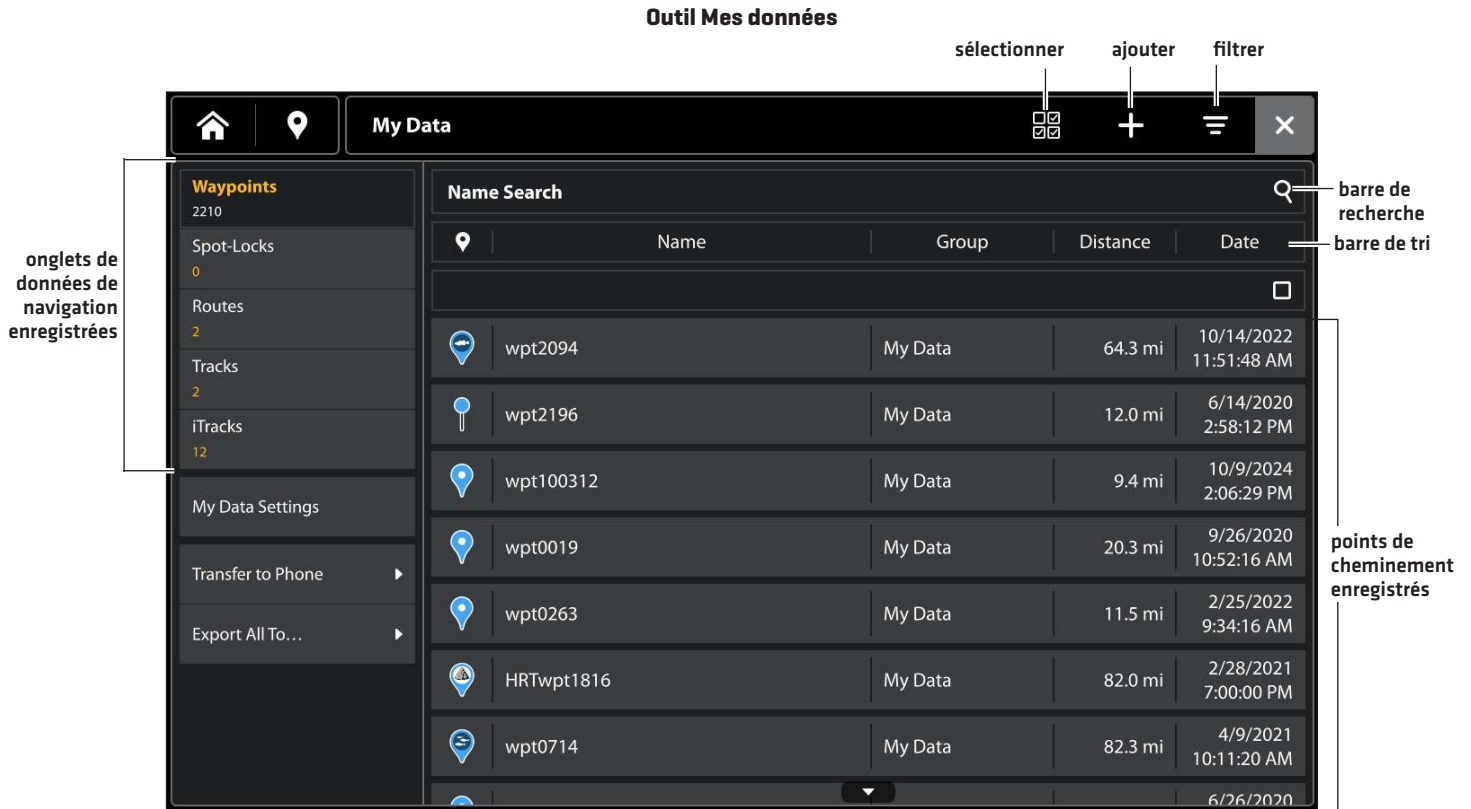 Outil Mes données
sélectionner ajouter filtrer
My Data
onglets de
données de
navigation
enregistrées
Waypoints
2210
Spot-Locks
0
Routes
2
Tracks
2
iTracks
12
My Data Settings
Transfer to Phone
Export All To…
Name Search
barre de
recherche
Name Group Distance Date
barre de tri
wpt2094 My Data 64.3 mi 10/14/2022
11:51:48 AM
wpt2196 My Data 12.0 mi 6/14/2020
2:58:12 PM
wpt100312 My Data 9.4 mi 10/9/2024
2:06:29 PM
wpt0019 My Data 20.3 mi 9/26/2020
10:52:16 AM
wpt0263 My Data 11.5 mi 2/25/2022
9:34:16 AM
HRTwpt1816 My Data 82.0 mi 2/28/2021
7:00:00 PM
wpt0714 My Data 82.3 mi 4/9/2021
10:11:20 AM
6/26/2020
points de
cheminement
enregistrés